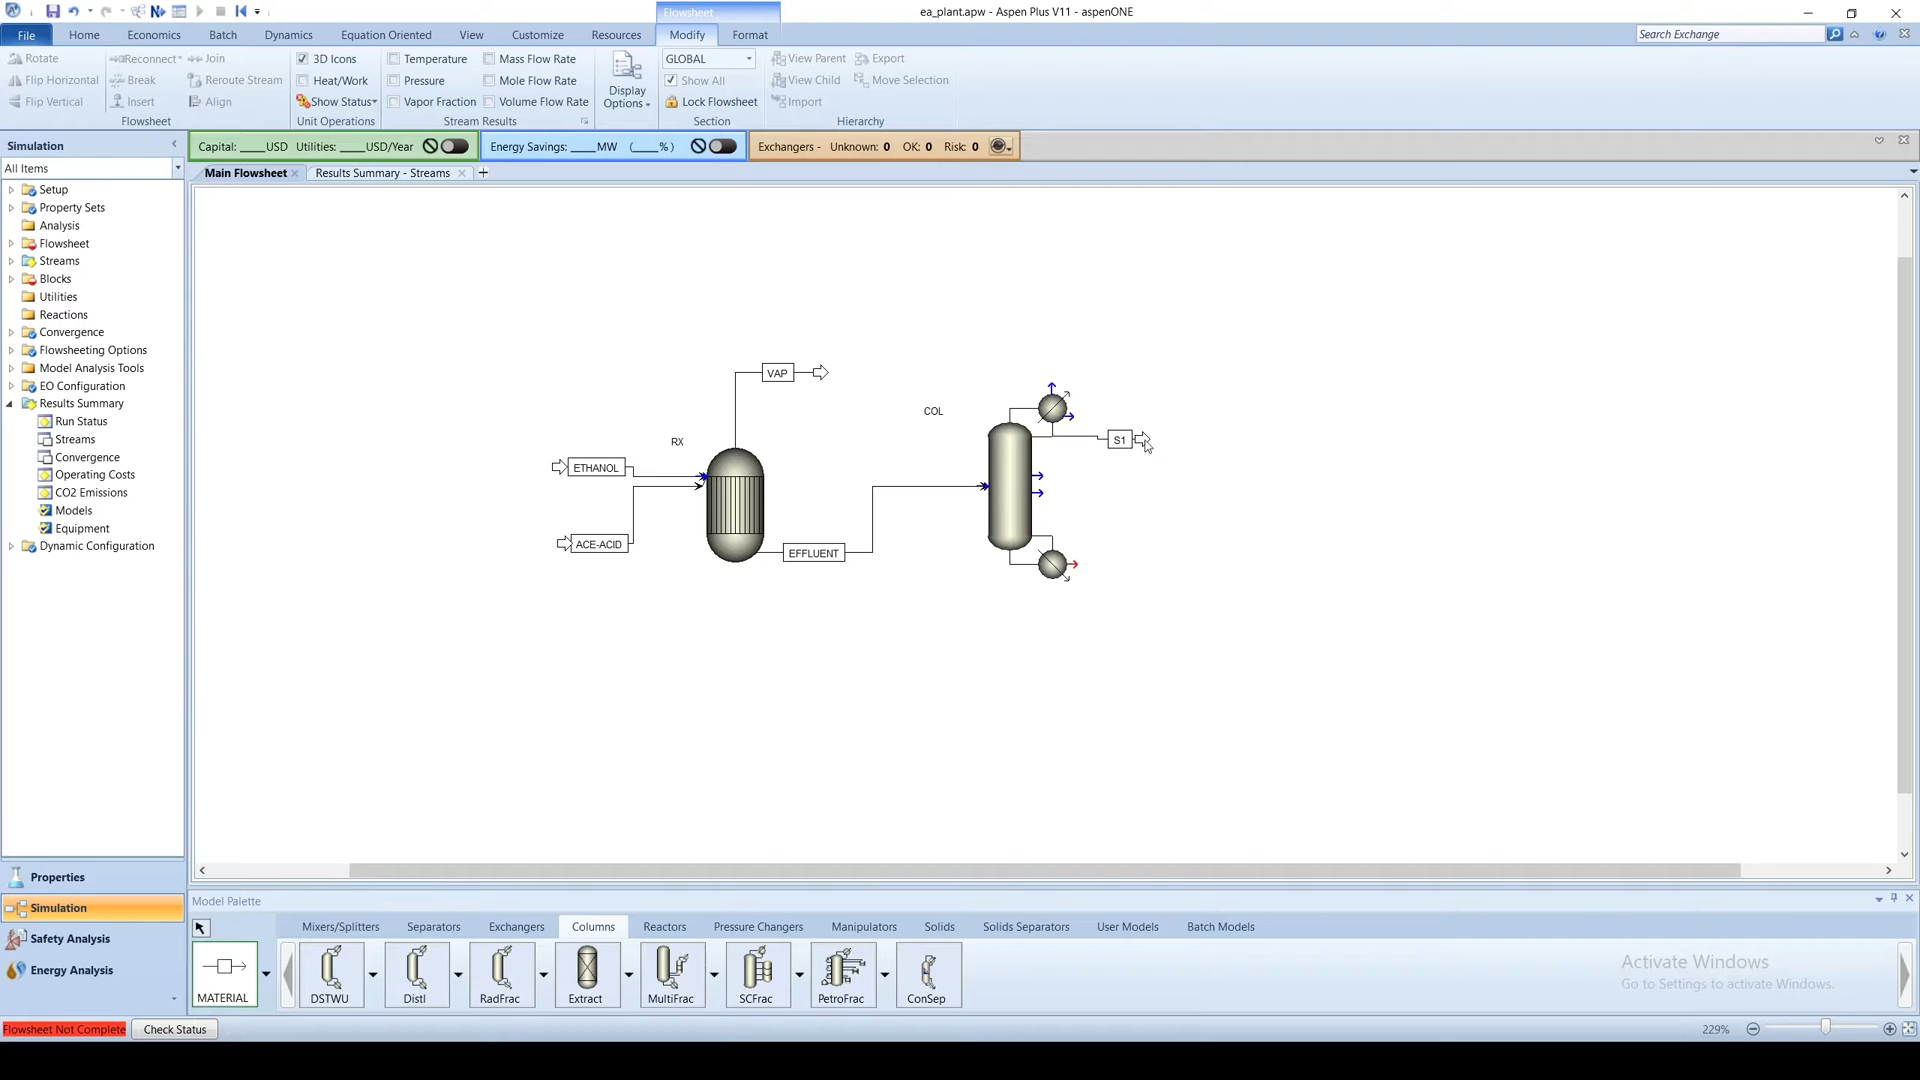 Flowsheet
ea_plant.apw - Aspen Plus V11 - aspenONE
File Home Economics Batch Dynamics Equation Oriented View Customize Resources Modify Format Search Exchange
Rotate Reconnect Join 3D Icons Temperature Mass Flow Rate GLOBAL View Parent Export
Flip Horizontal Break Reroute Stream Heat/Work Pressure Mole Flow Rate Display Options Show All View Child Move Selection
Flip Vertical Insert Align Show Status Vapor Fraction Volume Flow Rate Lock Flowsheet Import
Flowsheet Unit Operations Stream Results Section Hierarchy
Simulation Capital: ____USD Utilities: ____USD/Year Energy Savings: ____MW (____%) Exchangers - Unknown: 0 OK: 0 Risk: 0
All Items Main Flowsheet Results Summary - Streams
Setup
Property Sets
Analysis
Flowsheet
Streams
Blocks
Utilities
Reactions
Convergence
Flowsheeting Options
Model Analysis Tools
EO Configuration
Results Summary
Run Status
Streams
Convergence
Operating Costs
CO2 Emissions
Models
Equipment
Dynamic Configuration
VAP
COL
RX
S1
ETHANOL
ACE-ACID
EFFLUENT
Properties
Simulation
Safety Analysis
Energy Analysis
Model Palette
Mixers/Splitters Separators Exchangers Columns Reactors Pressure Changers Manipulators Solids Solids Separators User Models Batch Models
MATERIAL DSTWU Distl RadFrac Extract MultiFrac SCFrac PetroFrac ConSep
Activate Windows
Go to Settings to activate Windows.
Flowsheet Not Complete Check Status 229%